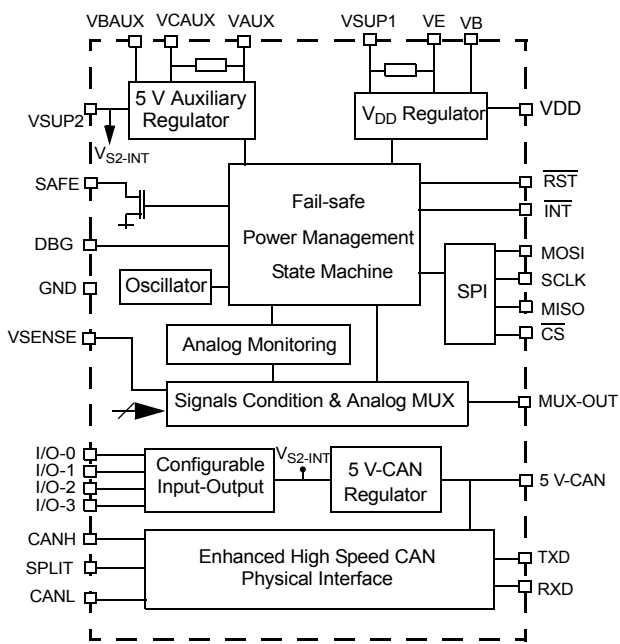 VBAUX VCAUX VAUX VSUP1 VE VB
5 V Auxiliary
Regulator
VDD Regulator
VDD
VSUP2
VS2-INT
SAFE
Fail-safe
Power Management
State Machine
RST
INT
DBG
GND
Oscillator
SPI
MOSI
SCLK
MISO
CS
VSENSE
Analog Monitoring
Signals Condition & Analog MUX
MUX-OUT
I/O-0
I/O-1
I/O-2
I/O-3
Configurable
Input-Output
VS2-INT
5 V-CAN
Regulator
5 V-CAN
CANH
SPLIT
CANL
Enhanced High Speed CAN
Physical Interface
TXD
RXD